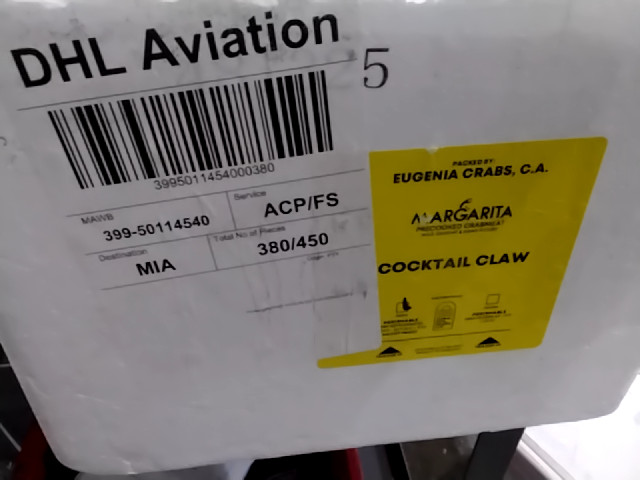 DHL Aviation
5
3995011454000380
MAWB
399-50114540
Service
ACP/FS
Destination
MIA
Total No of Pieces
380/450
PACKED BY:
EUGENIA CRABS, C.A.
MARGARITA
PRECOOKED CRABMEAT
COCKTAIL CLAW